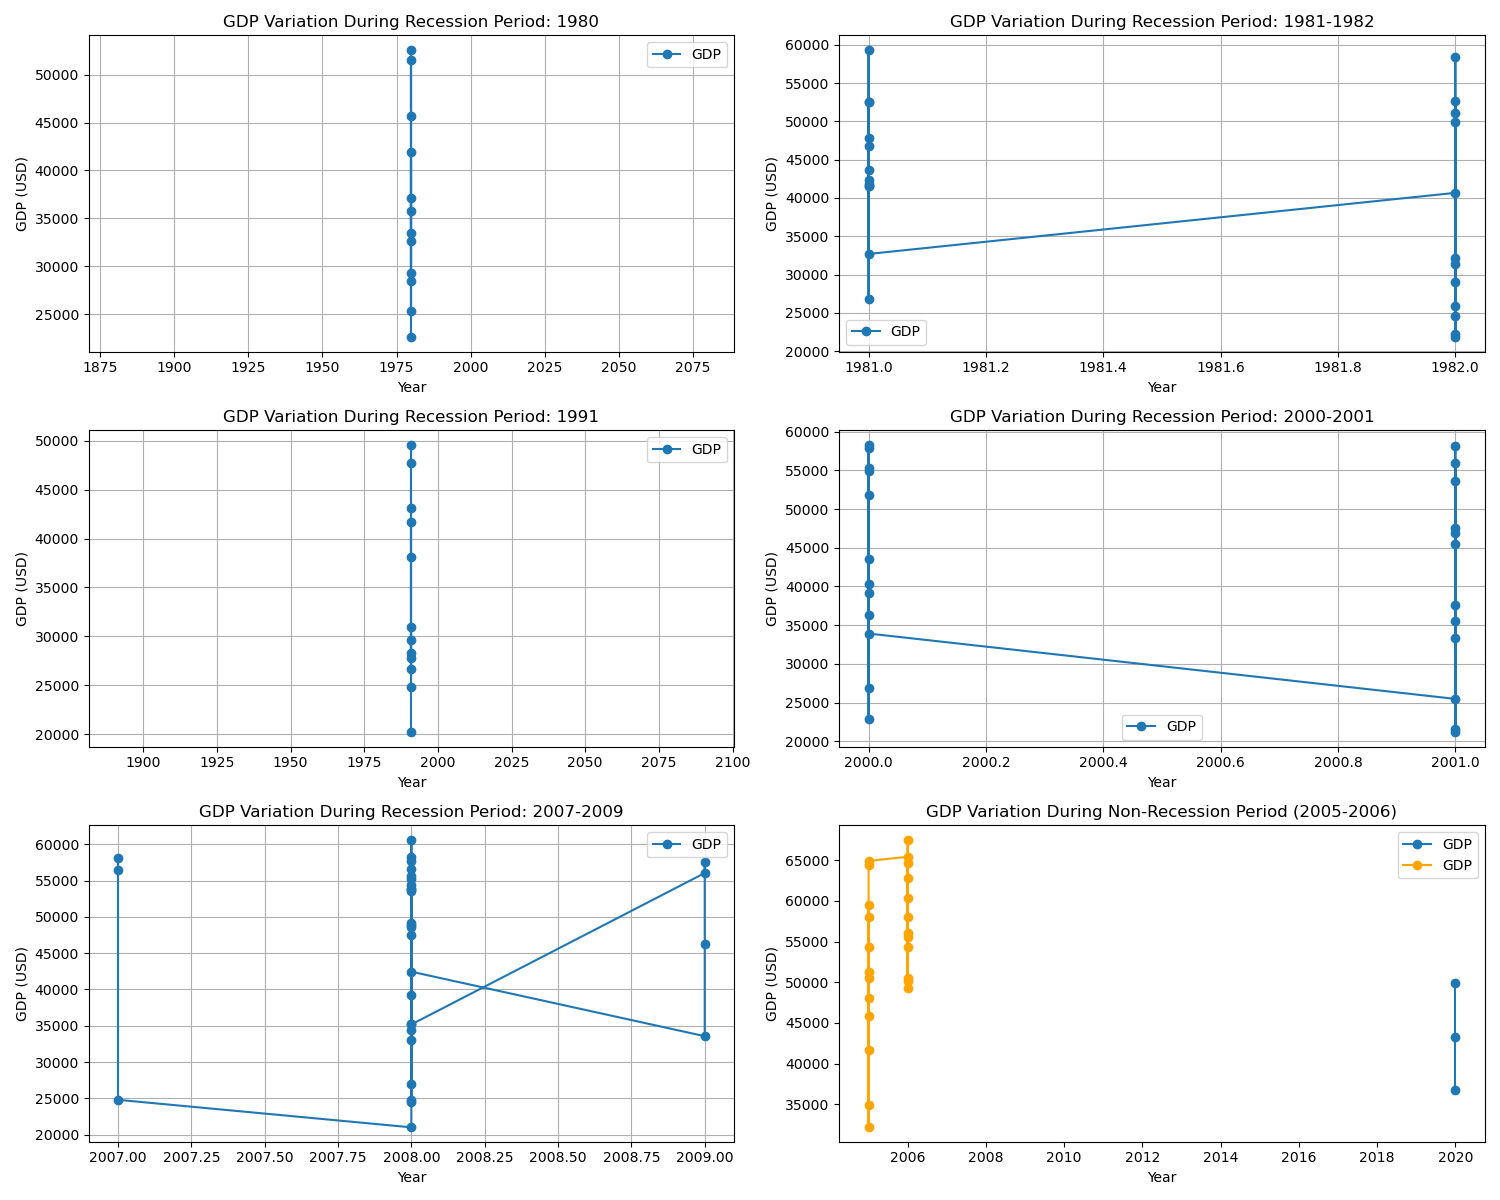 GDP Variation During Recession Period: 1980
GDP
GDP (USD)
50000
45000
40000
35000
30000
25000
1875 1900 1925 1950 1975 2000 2025 2050 2075
Year
GDP Variation During Recession Period: 1981-1982
GDP (USD)
60000
55000
50000
45000
40000
35000
30000
25000
20000
GDP
1981.0 1981.2 1981.4 1981.6 1981.8 1982.0
Year
GDP Variation During Recession Period: 1991
GDP
GDP (USD)
50000
45000
40000
35000
30000
25000
20000
1900 1925 1950 1975 2000 2025 2050 2075 2100
Year
GDP Variation During Recession Period: 2000-2001
GDP (USD)
60000
55000
50000
45000
40000
35000
30000
25000
20000
GDP
2000.0 2000.2 2000.4 2000.6 2000.8 2001.0
Year
GDP Variation During Recession Period: 2007-2009
GDP
GDP (USD)
60000
55000
50000
45000
40000
35000
30000
25000
20000
2007.00 2007.25 2007.50 2007.75 2008.00 2008.25 2008.50 2008.75 2009.00
Year
GDP Variation During Non-Recession Period (2005-2006)
GDP
GDP
GDP (USD)
65000
60000
55000
50000
45000
40000
35000
2006 2008 2010 2012 2014 2016 2018 2020
Year